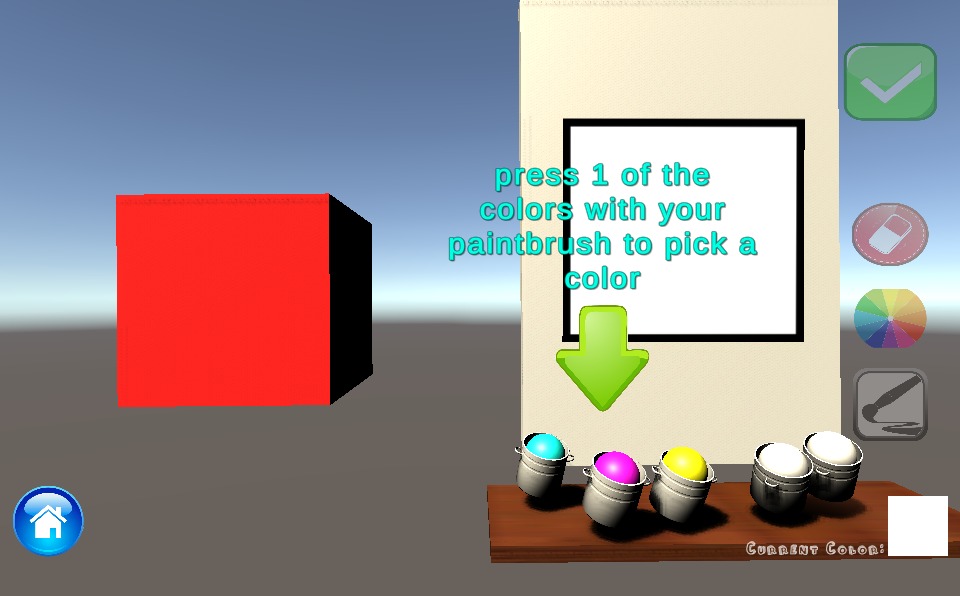 press 1 of the
colors with your
paintbrush to pick a
color
Current Color: